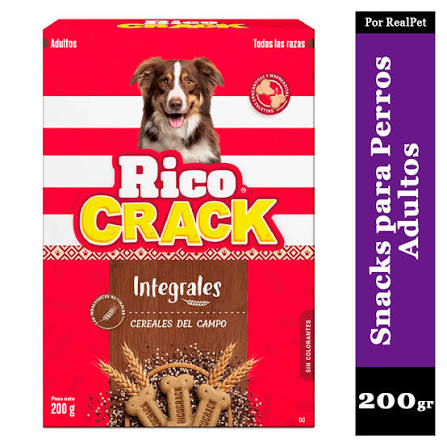 Adultos
Todas las razas
Rico®
CRACK
Integrales
CEREALES DEL CAMPO
SIN COLORANTES
Peso neto
200 g
RICOCRACK
Por RealPet
Snacks para Perros
Adultos
200gr